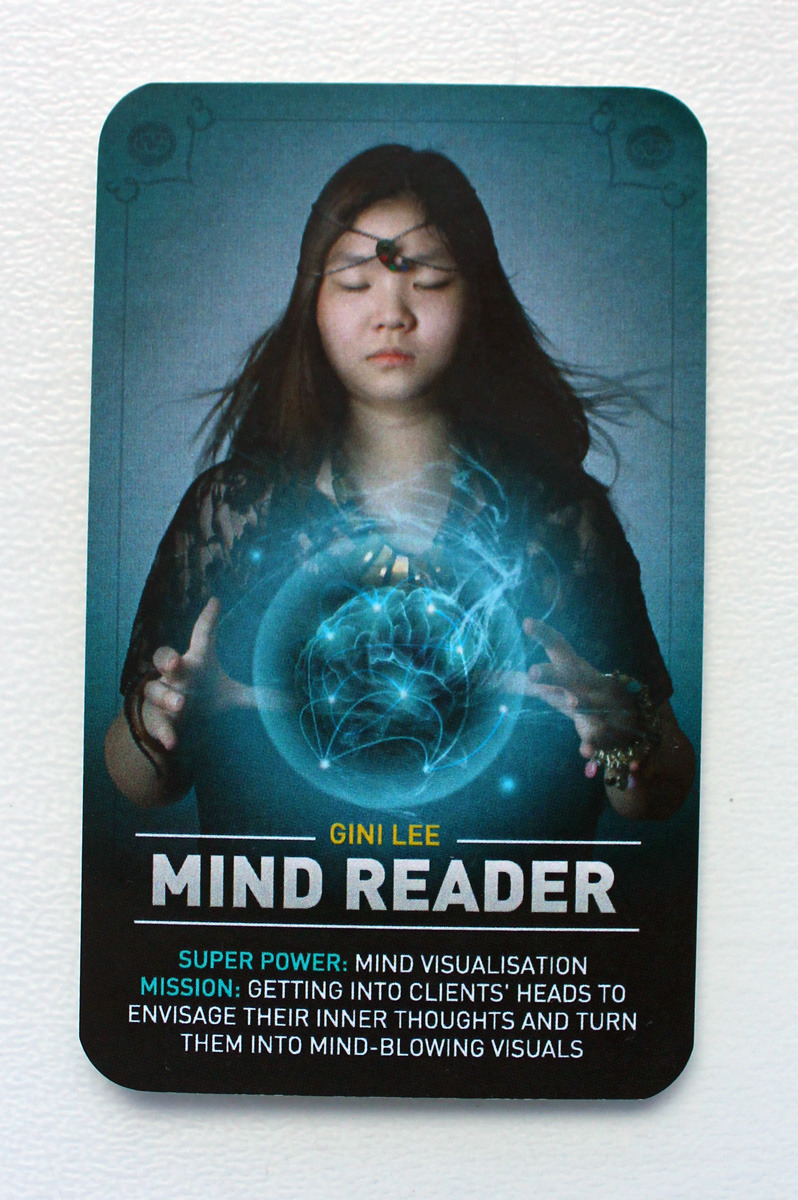 GINI LEE
MIND READER
SUPER POWER: MIND VISUALISATION
MISSION: GETTING INTO CLIENTS' HEADS TO
ENVISAGE THEIR INNER THOUGHTS AND TURN
THEM INTO MIND-BLOWING VISUALS